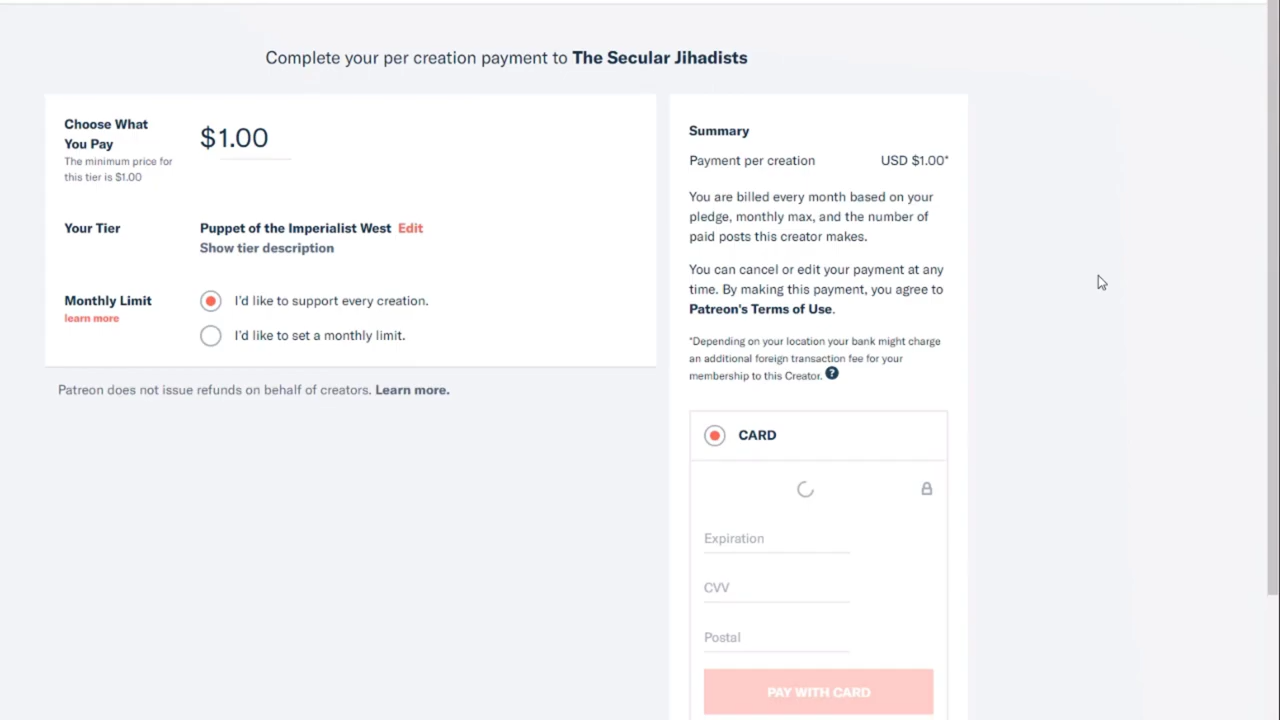 Complete your per creation payment to The Secular Jihadists
Choose What
You Pay
The minimum price for
this tier is $1.00
$1.00
Your Tier
Puppet of the Imperialist West Edit
Show tier description
Monthly Limit
learn more
I'd like to support every creation.
I'd like to set a monthly limit.
Patreon does not issue refunds on behalf of creators. Learn more.
Summary
Payment per creation USD $1.00*
You are billed every month based on your
pledge, monthly max, and the number of
paid posts this creator makes.
You can cancel or edit your payment at any
time. By making this payment, you agree to
Patreon's Terms of Use.
*Depending on your location your bank might charge
an additional foreign transaction fee for your
membership to this Creator. ?
CARD
Expiration
CVV
Postal
PAY WITH CARD